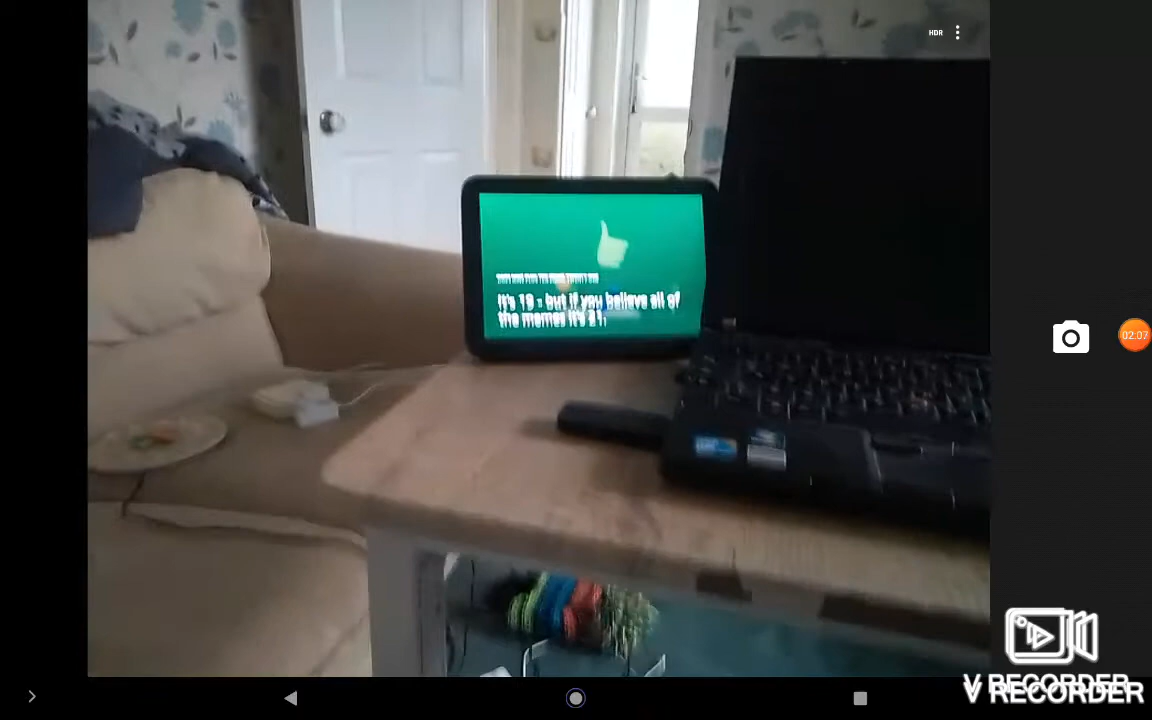 HDR
It's 19 - but if you believe all of
the memes it's 21.
02:07
V RECORDER